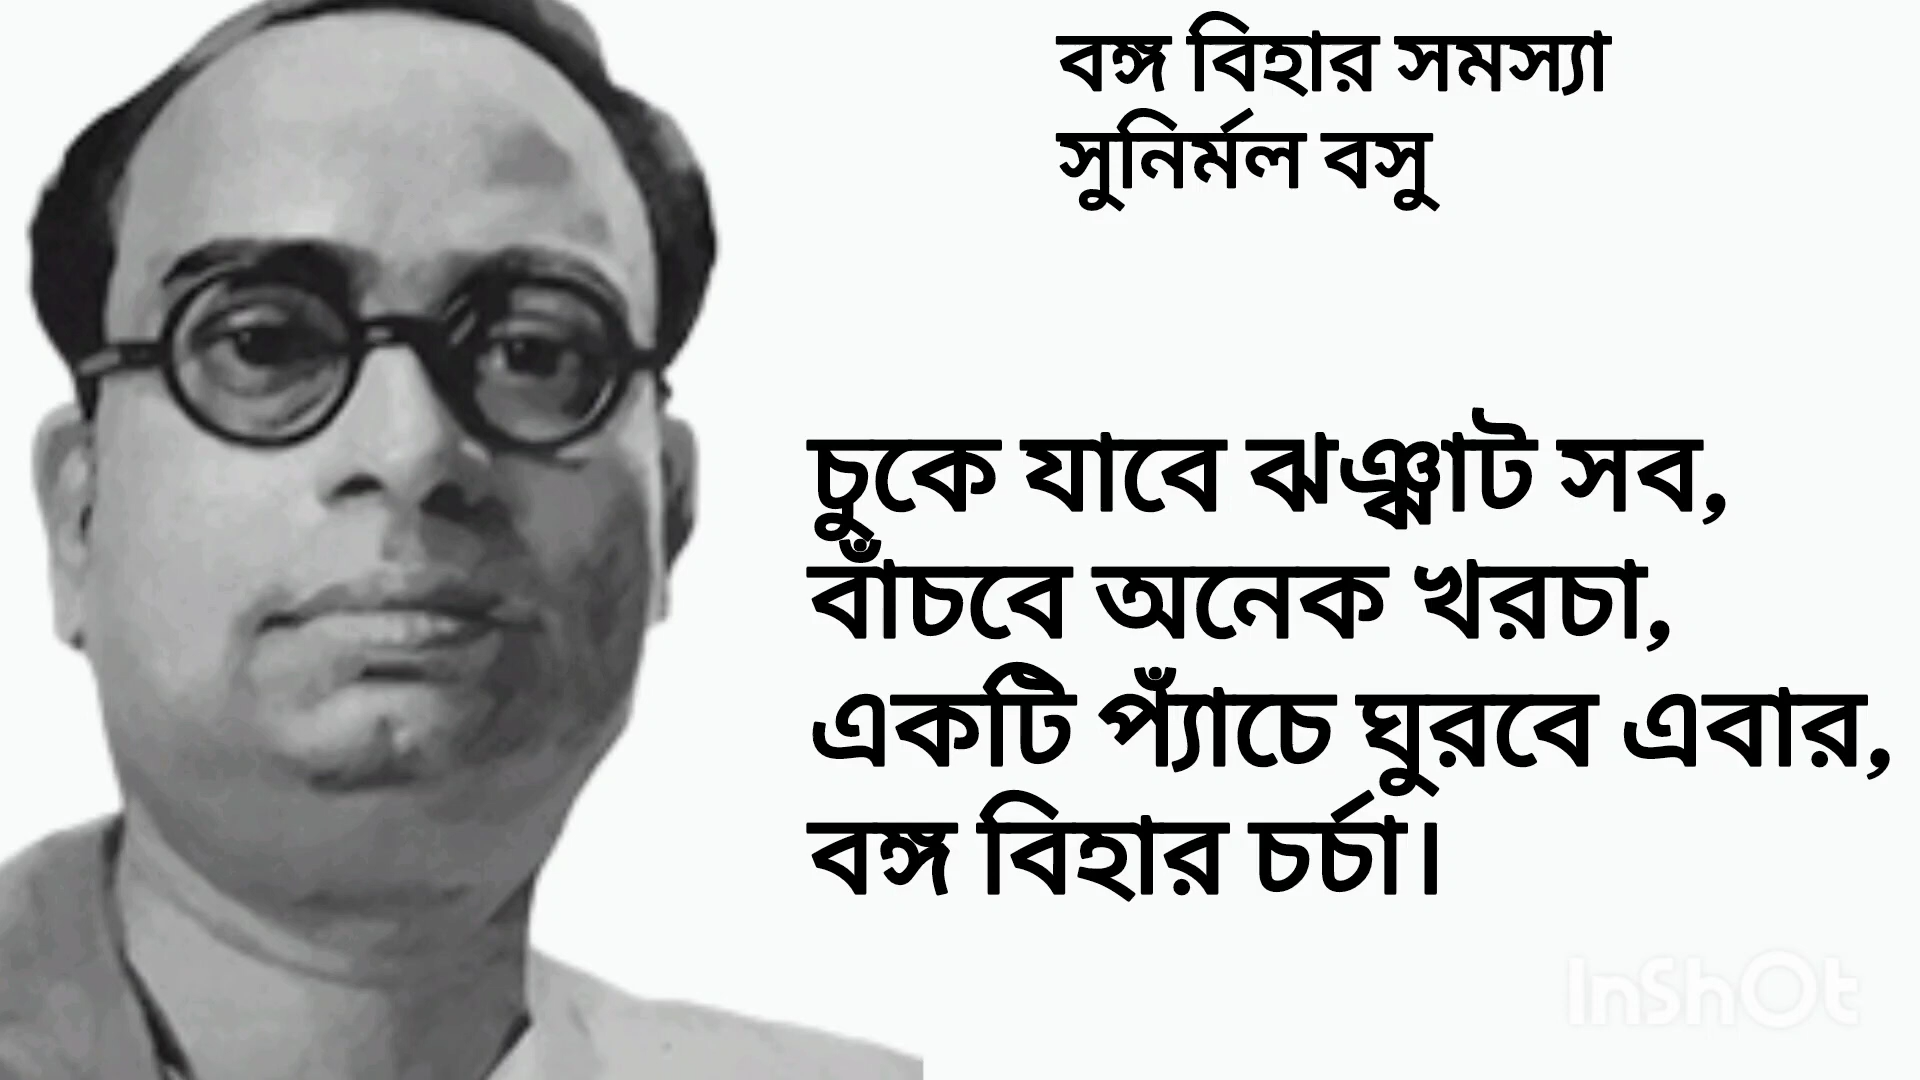 বঙ্গ বিহার সমস্যা
সুনির্মল বসু
চুকে যাবে ঝঞ্ঝাট সব,
বাঁচবে অনেক খরচা,
একটি প্যাঁচে ঘুরবে এবার,
বঙ্গ বিহার চর্চা।
InShOt